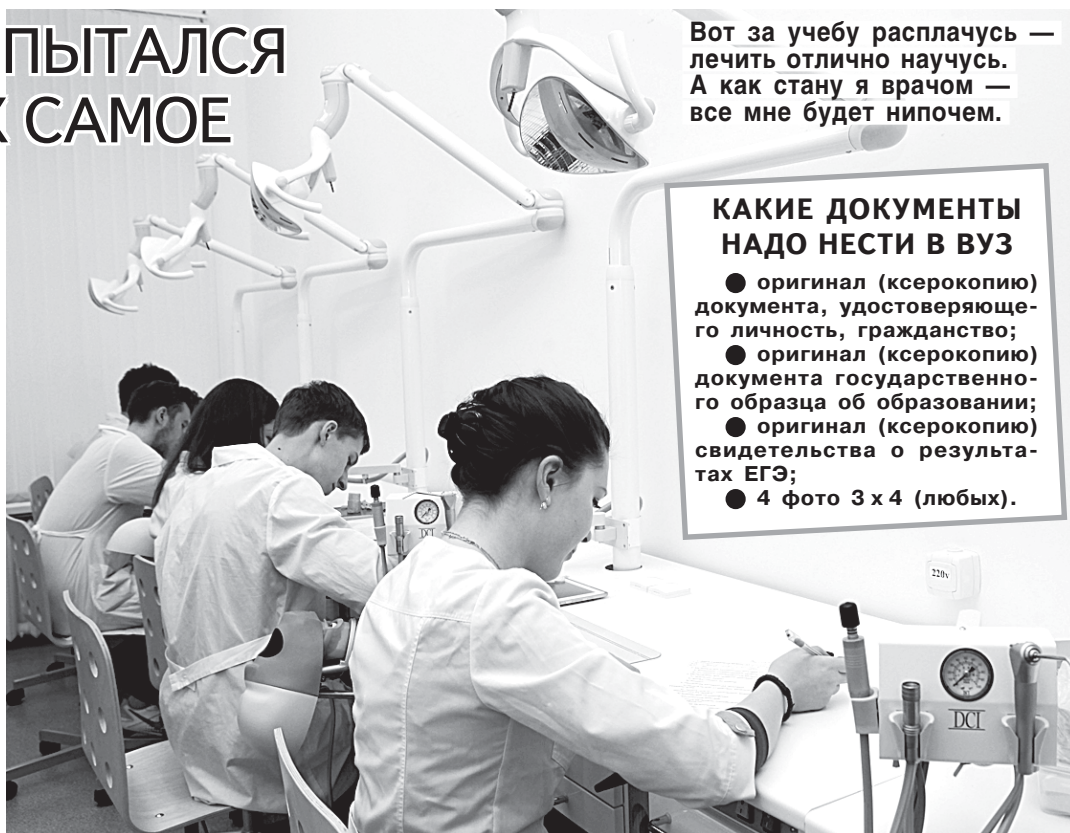 ПЫТАЛСЯ
САМОЕ
Вот за учебу расплачусь —
лечить отлично научусь.
А как стану я врачом —
все мне будет нипочем.
КАКИЕ ДОКУМЕНТЫ
НАДО НЕСТИ В ВУЗ
● оригинал (ксерокопию)
документа, удостоверяюще-
го личность, гражданство;
● оригинал (ксерокопию)
документа государственно-
го образца об образовании;
● оригинал (ксерокопию)
свидетельства о результа-
тах ЕГЭ;
● 4 фото 3 х 4 (любых).
220v
DCI
DCI